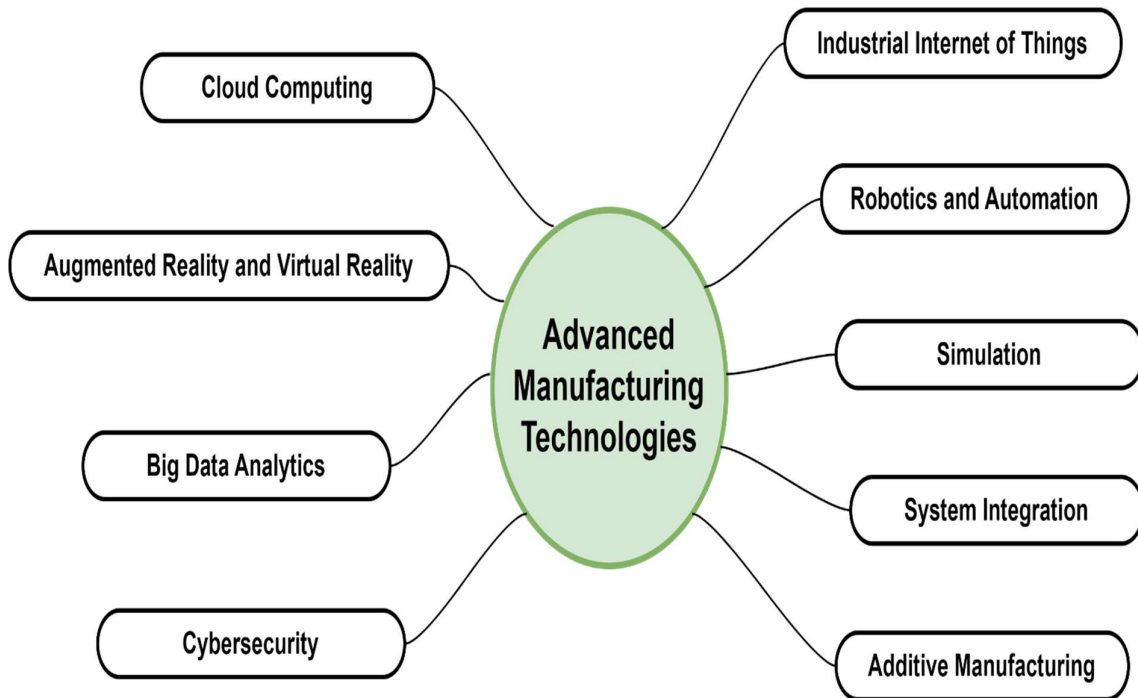 Industrial Internet of Things
Cloud Computing
Robotics and Automation
Augmented Reality and Virtual Reality
Advanced
Manufacturing
Technologies
Simulation
Big Data Analytics
System Integration
Cybersecurity
Additive Manufacturing